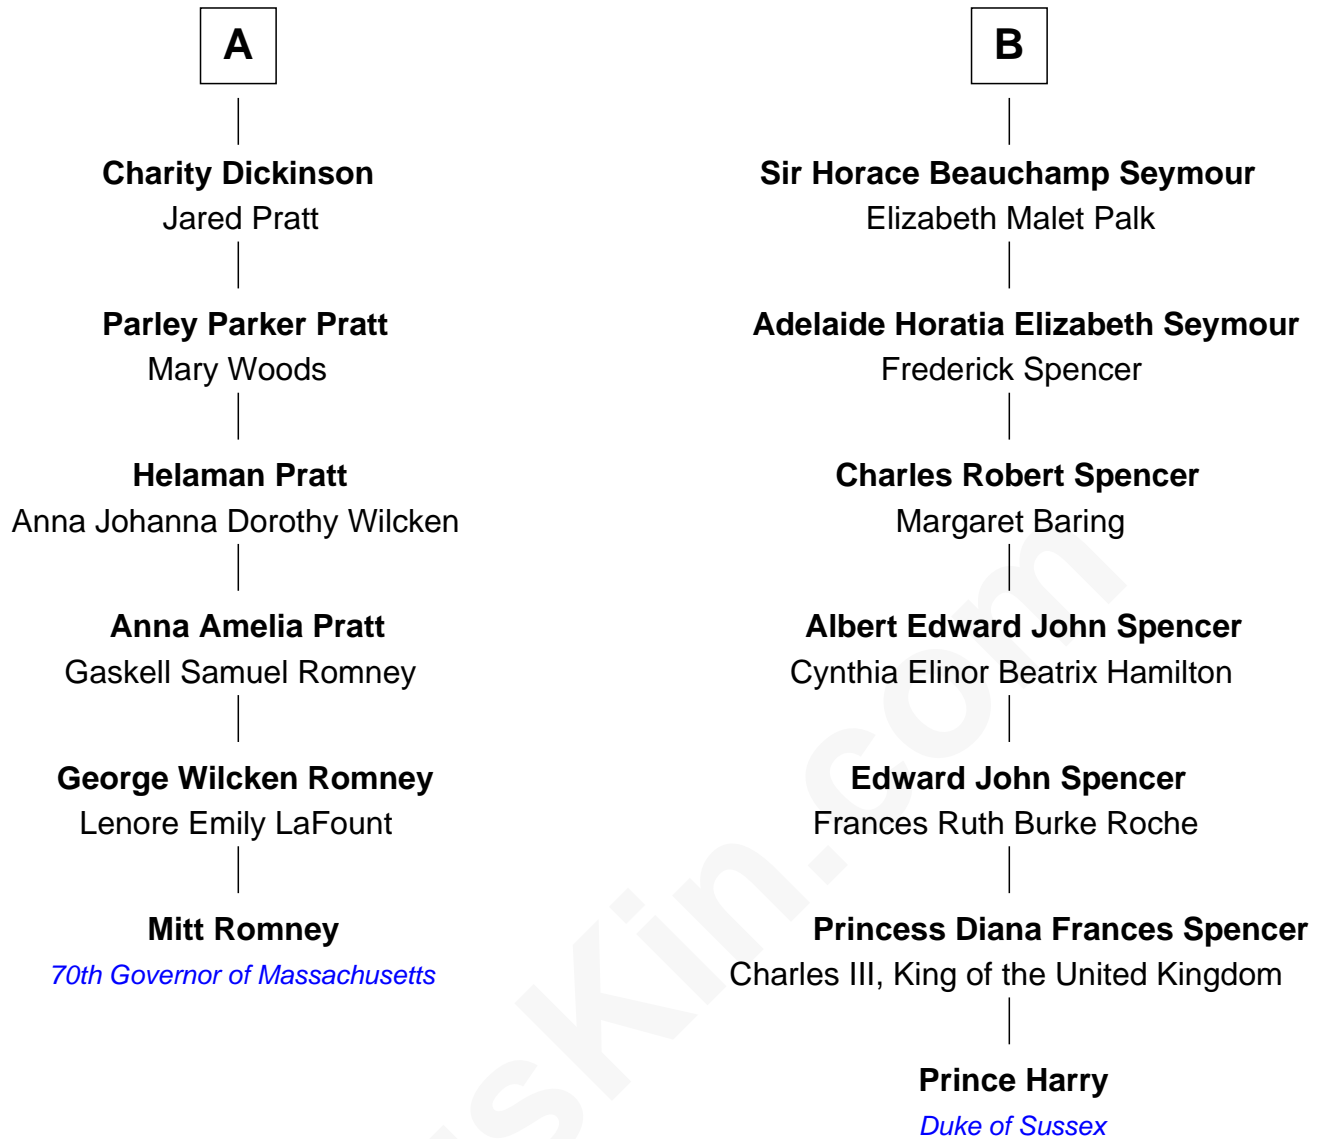 A
Charity Dickinson
Jared Pratt
Parley Parker Pratt
Mary Woods
Helaman Pratt
Anna Johanna Dorothy Wilcken
Anna Amelia Pratt
Gaskell Samuel Romney
George Wilcken Romney
Lenore Emily LaFount
Mitt Romney
70th Governor of Massachusetts
B
Sir Horace Beauchamp Seymour
Elizabeth Malet Palk
Adelaide Horatia Elizabeth Seymour
Frederick Spencer
Charles Robert Spencer
Margaret Baring
Albert Edward John Spencer
Cynthia Elinor Beatrix Hamilton
Edward John Spencer
Frances Ruth Burke Roche
Princess Diana Frances Spencer
Charles III, King of the United Kingdom
Prince Harry
Duke of Sussex
sKin.com